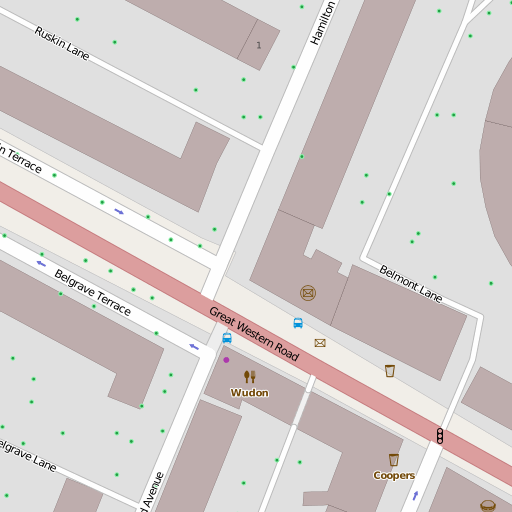 Ruskin Lane
Hamilton
1
n Terrace
Belmont Lane
Belgrave Terrace
Great Western Road
Wudon
Coopers
elgrave Lane
d Avenue